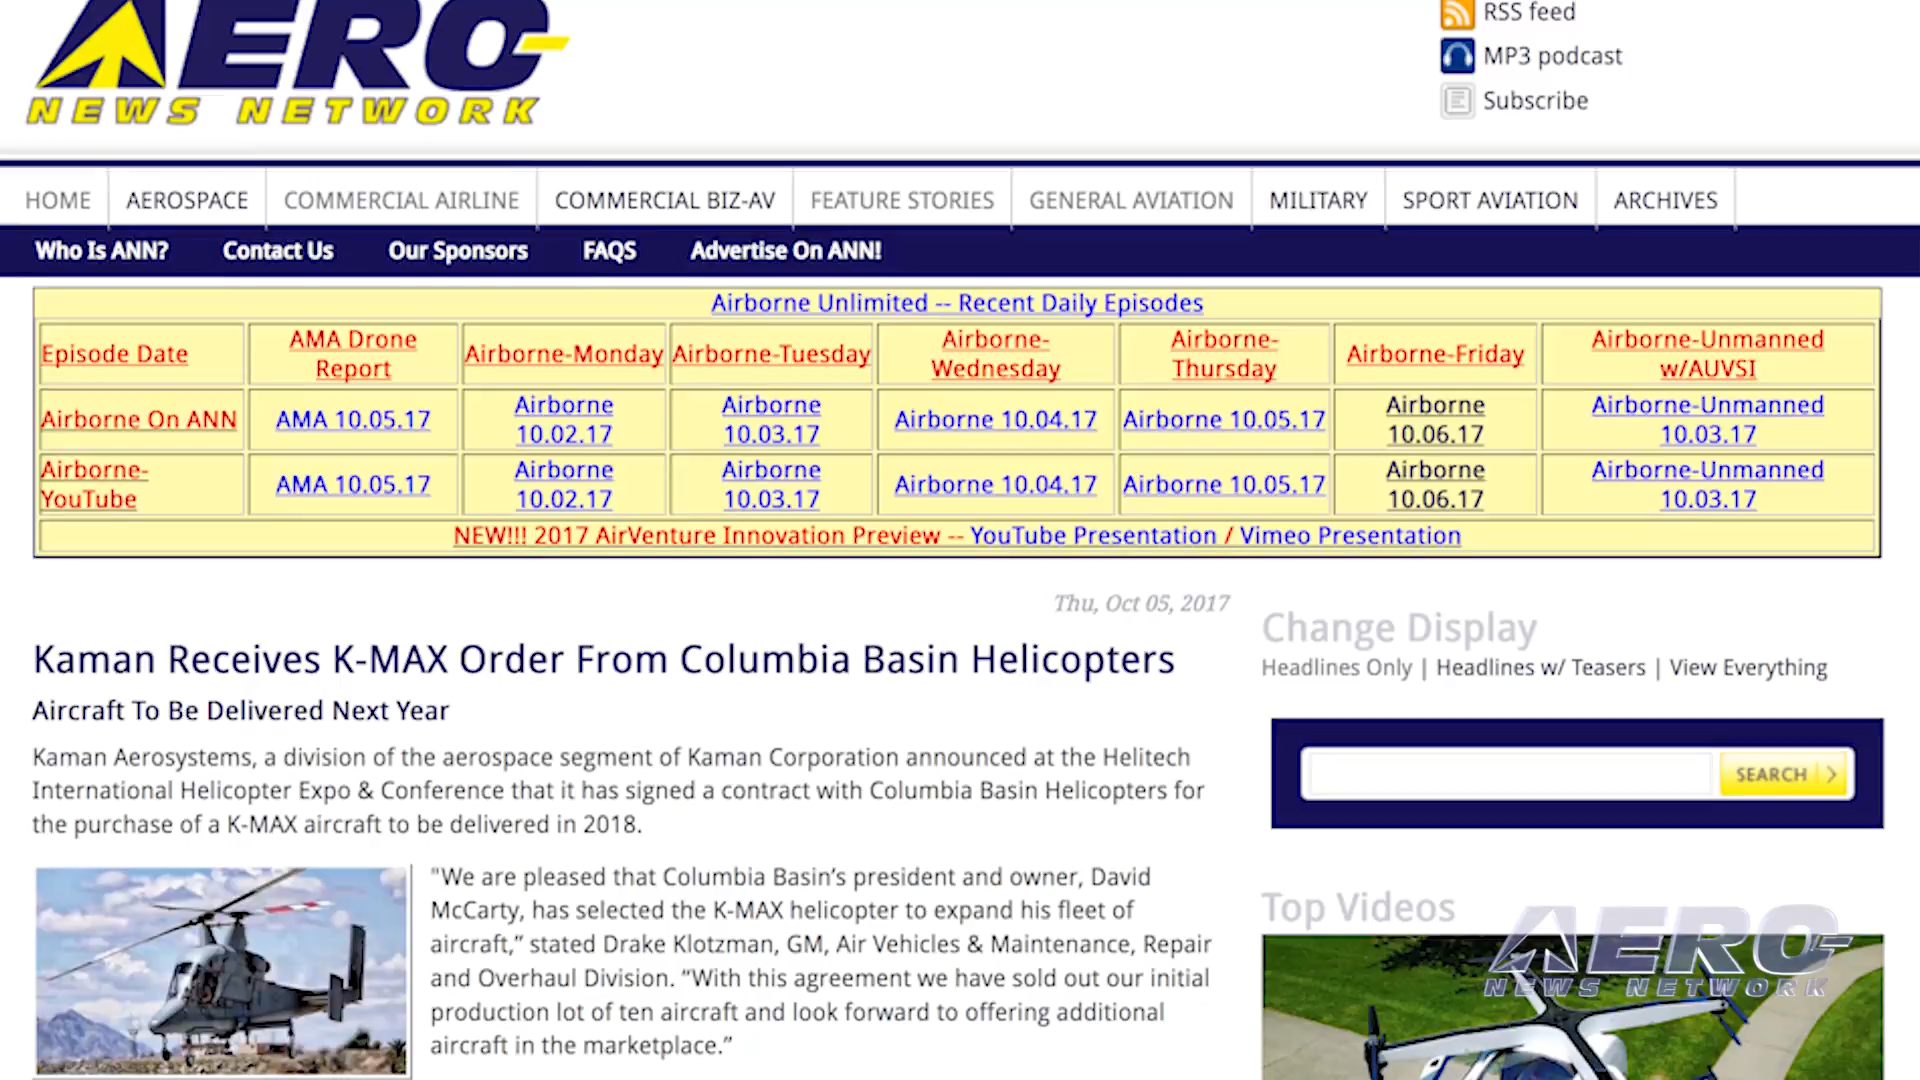 AERO
NEWS NETWORK
RSS feed
MP3 podcast
Subscribe
HOME
AEROSPACE
COMMERCIAL AIRLINE
COMMERCIAL BIZ-AV
FEATURE STORIES
GENERAL AVIATION
MILITARY
SPORT AVIATION
ARCHIVES
Who Is ANN?
Contact Us
Our Sponsors
FAQS
Advertise On ANN!
Airborne Unlimited -- Recent Daily Episodes
Episode Date
AMA Drone
Report
Airborne-Monday
Airborne-Tuesday
Airborne-
Wednesday
Airborne-
Thursday
Airborne-Friday
Airborne-Unmanned
w/AUVSI
Airborne On ANN
AMA 10.05.17
Airborne
10.02.17
Airborne
10.03.17
Airborne 10.04.17
Airborne 10.05.17
Airborne
10.06.17
Airborne-Unmanned
10.03.17
Airborne-
YouTube
AMA 10.05.17
Airborne
10.02.17
Airborne
10.03.17
Airborne 10.04.17
Airborne 10.05.17
Airborne
10.06.17
Airborne-Unmanned
10.03.17
NEW!!! 2017 AirVenture Innovation Preview -- YouTube Presentation / Vimeo Presentation
Thu, Oct 05, 2017
Kaman Receives K-MAX Order From Columbia Basin Helicopters
Aircraft To Be Delivered Next Year
Kaman Aerosystems, a division of the aerospace segment of Kaman Corporation announced at the Helitech
International Helicopter Expo & Conference that it has signed a contract with Columbia Basin Helicopters for
the purchase of a K-MAX aircraft to be delivered in 2018.
"We are pleased that Columbia Basin’s president and owner, David
McCarty, has selected the K-MAX helicopter to expand his fleet of
aircraft,” stated Drake Klotzman, GM, Air Vehicles & Maintenance, Repair
and Overhaul Division. “With this agreement we have sold out our initial
production lot of ten aircraft and look forward to offering additional
aircraft in the marketplace.”
Change Display
Headlines Only | Headlines w/ Teasers | View Everything
SEARCH
Top Videos
AERO
NEWS NETWORK